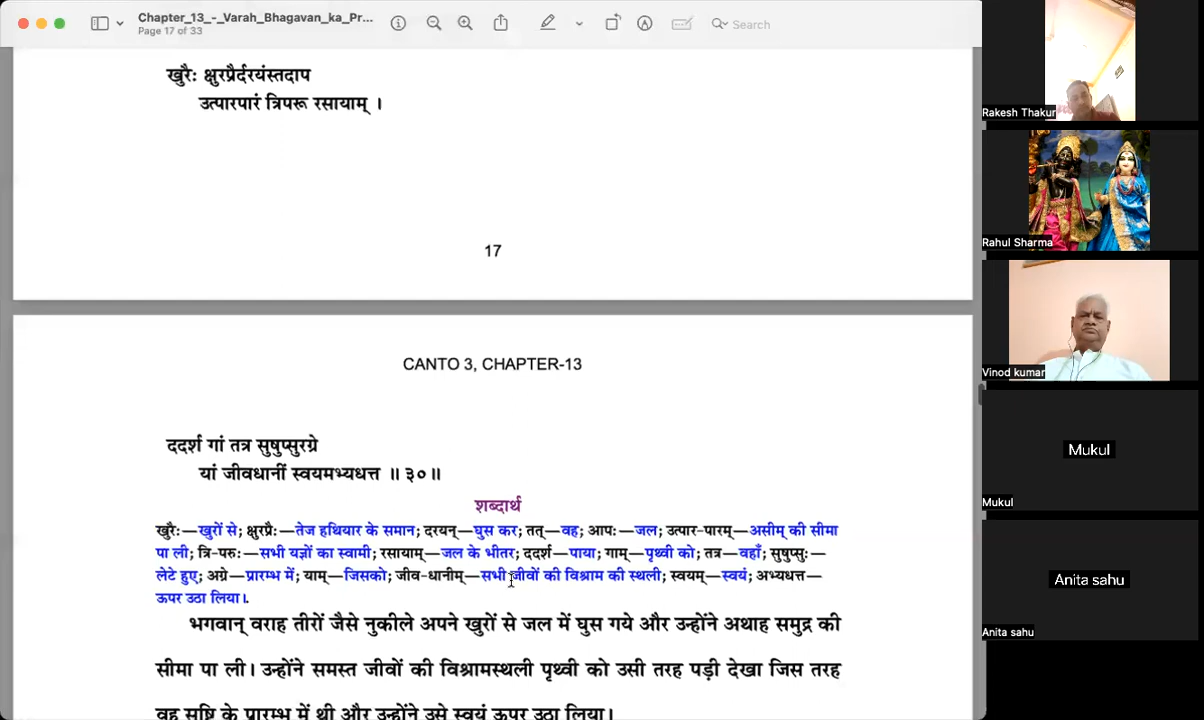 Chapter_13_-_Varah_Bhagavan_ka_Pr...
Page 17 of 33
Search
खुरैः क्षुरप्रैर्दरयंस्तदाप
उत्पारपारं त्रिपरू रसायाम् ।
17
CANTO 3, CHAPTER-13
ददर्श गां तत्र सुषुप्सुरग्रे
यां जीवधानीं स्वयमभ्यधत्त ॥ ३०॥
शब्दार्थ
खुरैः—खुरों से; क्षुरप्रैः—तेज हथियार के समान; दरयन्—घुस कर; तत्—वह; आपः—जल; उत्पार-पारम्—असीम् की सीमा
पा ली; त्रि-परुः—सभी यज्ञों का स्वामी; रसायाम्—जल के भीतर; ददर्श—पाया; गाम्—पृथ्वी को; तत्र—वहाँ; सुषुप्सुः—
लेटे हुए; अग्रे—प्रारम्भ में; याम्—जिसको; जीव-धानीम्—सभी जीवों की विश्राम की स्थली; स्वयम्—स्वयं; अभ्यधत्त—
ऊपर उठा लिया।.
भगवान् वराह तीरों जैसे नुकीले अपने खुरों से जल में घुस गये और उन्होंने अथाह समुद्र की
सीमा पा ली। उन्होंने समस्त जीवों की विश्रामस्थली पृथ्वी को उसी तरह पड़ी देखा जिस तरह
वह सृष्टि के प्रारम्भ में थी और उन्होंने उसे स्वयं ऊपर उठा लिया।
Rakesh Thakur
Rahul Sharma
Vinod kumar
Mukul
Mukul
Anita sahu
Anita sahu